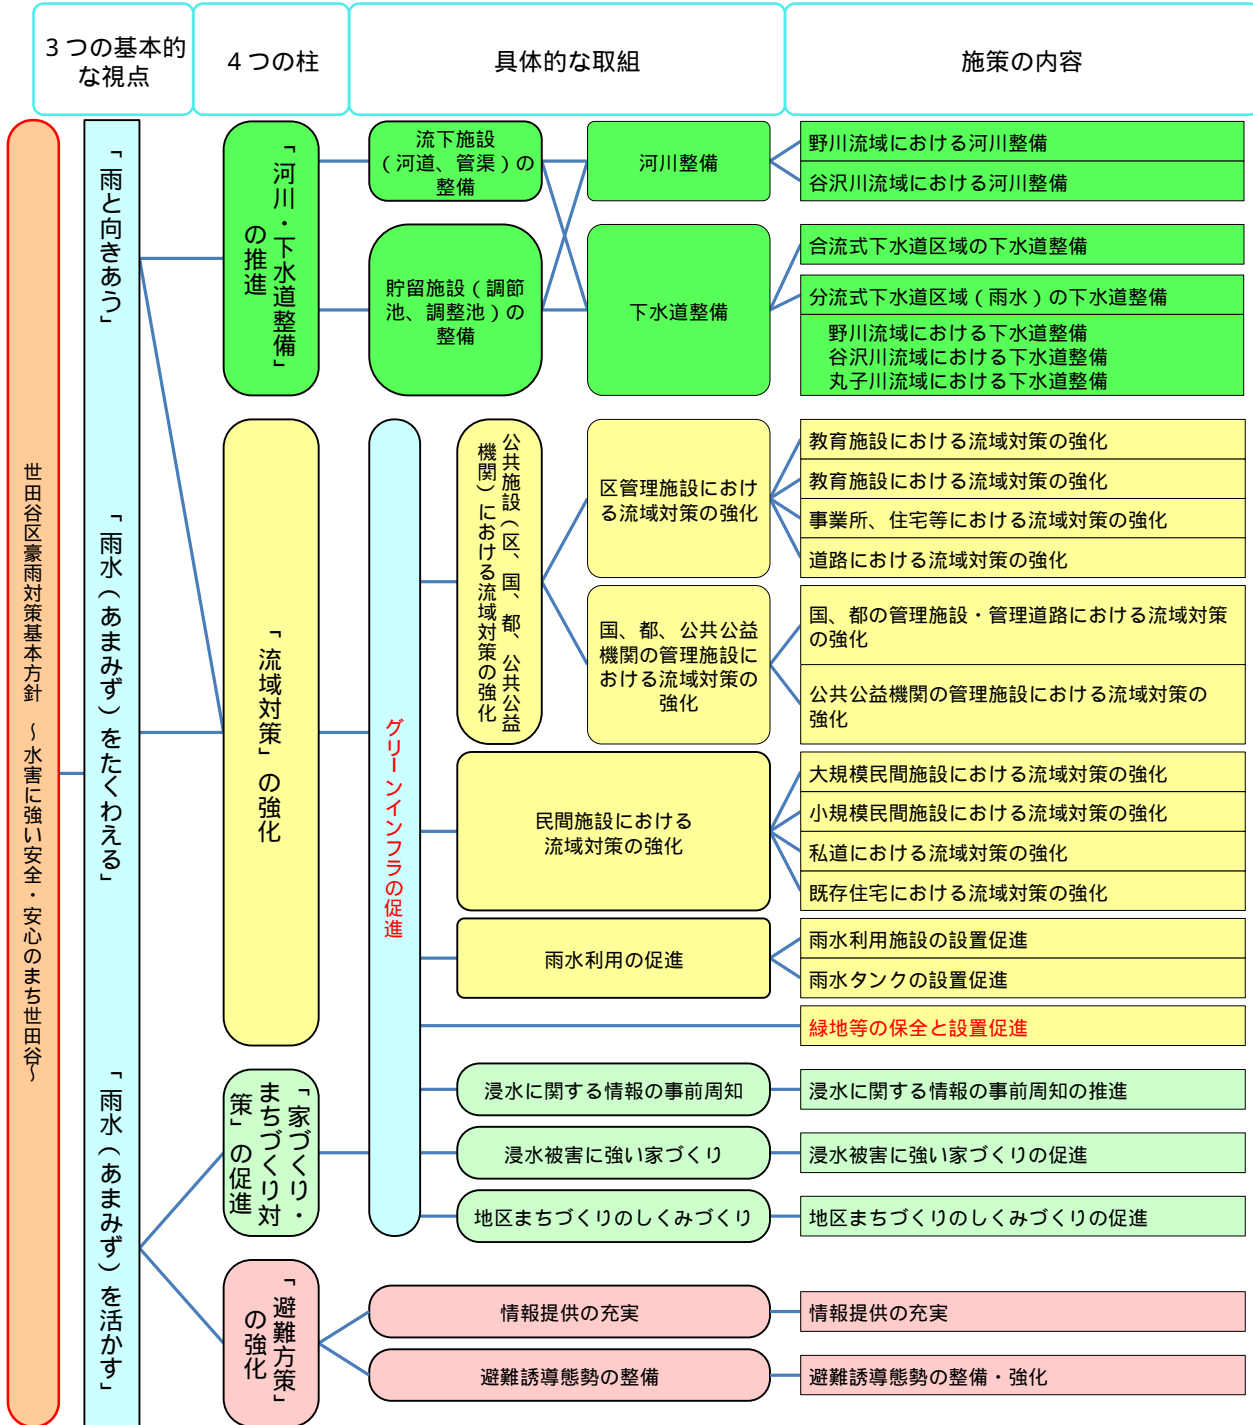 3つの基本的
な視点
4つの柱
具体的な取組
施策の内容
世田谷区豪雨対策基本方針 ～水害に強い安全・安心のまち世田谷～
「雨と向きあう」
「雨水（あまみず）をたくわえる」
「雨水（あまみず）を活かす」
「河川・下水道整備」
の推進
流下施設
（河道、管渠）の
整備
貯留施設（調節
池、調整池）の
整備
河川整備
下水道整備
野川流域における河川整備
谷沢川流域における河川整備
合流式下水道区域の下水道整備
分流式下水道区域（雨水）の下水道整備
野川流域における下水道整備
谷沢川流域における下水道整備
丸子川流域における下水道整備
「流域対策」の強化
グリーンインフラの促進
公共施設（区、国、都、公共公益
機関）における流域対策の強化
区管理施設におけ
る流域対策の強化
教育施設における流域対策の強化
教育施設における流域対策の強化
事業所、住宅等における流域対策の強化
道路における流域対策の強化
国、都、公共公益
機関の管理施設に
おける流域対策の
強化
国、都の管理施設・管理道路における流域対策
の強化
公共公益機関の管理施設における流域対策の
強化
民間施設における
流域対策の強化
大規模民間施設における流域対策の強化
小規模民間施設における流域対策の強化
私道における流域対策の強化
既存住宅における流域対策の強化
雨水利用の促進
雨水利用施設の設置促進
雨水タンクの設置促進
緑地等の保全と設置促進
「家づくり・
まちづくり対
策」の促進
浸水に関する情報の事前周知
浸水に関する情報の事前周知の推進
浸水被害に強い家づくり
浸水被害に強い家づくりの促進
地区まちづくりのしくみづくり
地区まちづくりのしくみづくりの促進
「避難方策」
の強化
情報提供の充実
情報提供の充実
避難誘導態勢の整備
避難誘導態勢の整備・強化